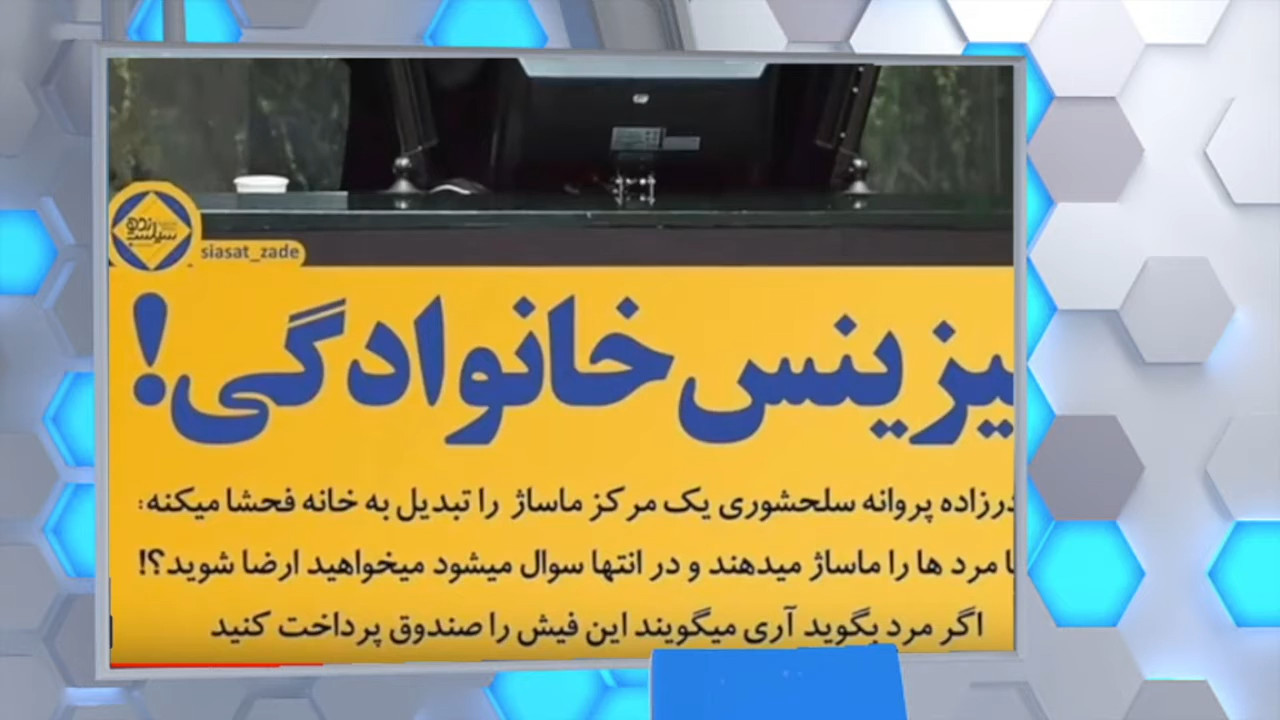 سیاست زده
siasat_zade
یزینس خانوادگی!
درزاده پروانه سلحشوری یک مرکز ماساژ را تبدیل به خانه فحشا میکنه:
ا مرد ها را ماساژ میدهند و در انتها سوال میشود میخواهید ارضا شوید؟!
اگر مرد بگوید آری میگویند این فیش را صندوق پرداخت کنید